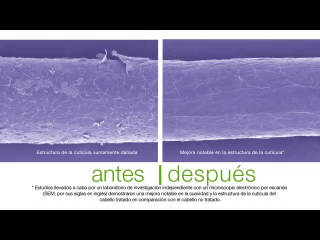 Estructura de la cutícula sumamente dañada
Mejora notable en la estructura de la cutícula*
antes | después
* Estudios llevados a cabo por un laboratorio de investigación independiente con un microscopio electrónico por escaneo
(SEM, por sus siglas en inglés) demostraron una mejora notable en la suavidad y la estructura de la cutícula del
cabello tratado en comparación con el cabello no tratado.